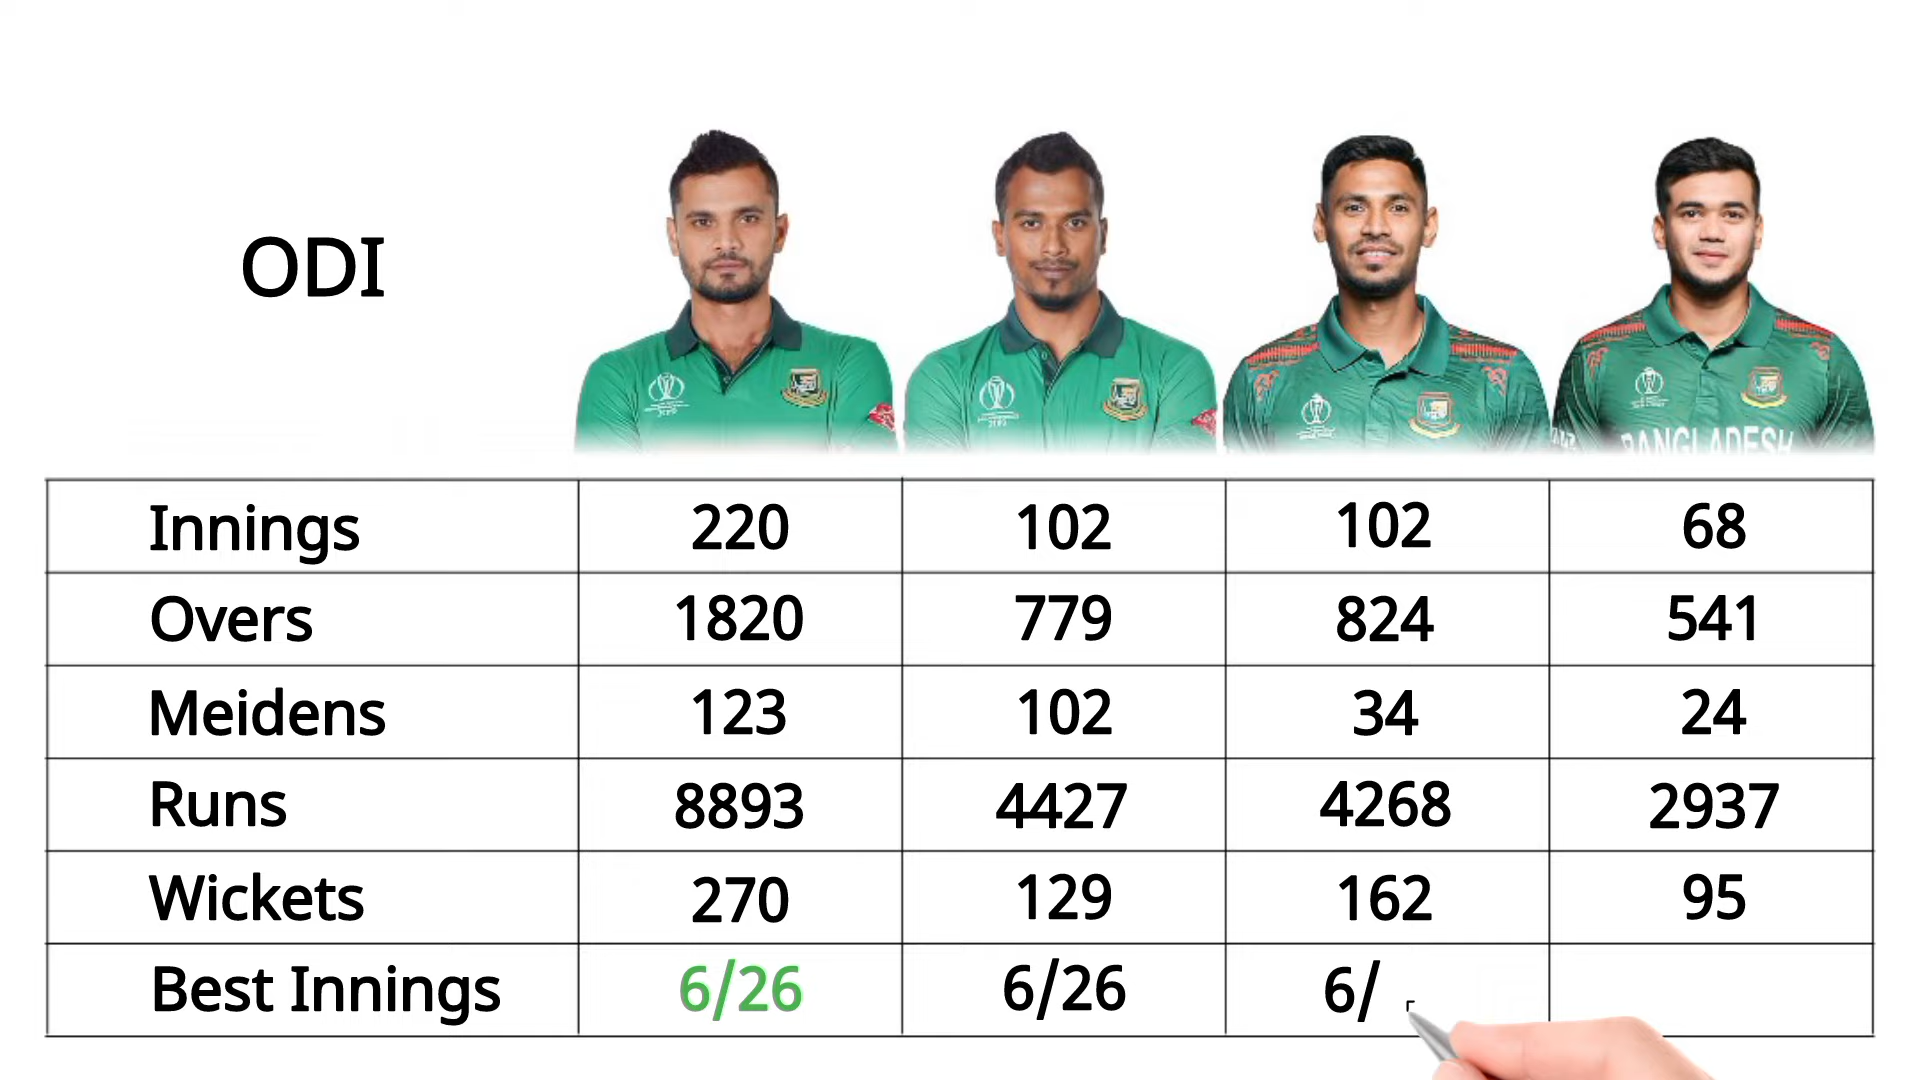 ODI
BANGLADESH
Innings 220 102 102 68
Overs 1820 779 824 541
Meidens 123 102 34 24
Runs 8893 4427 4268 2937
Wickets 270 129 162 95
Best Innings 6/26 6/26 6/